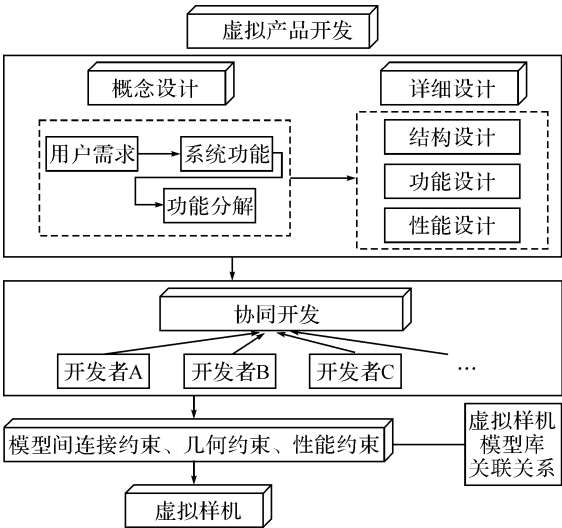 虚拟产品开发
概念设计
详细设计
用户需求
系统功能
功能分解
结构设计
功能设计
性能设计
协同开发
开发者A
开发者B
开发者C
…
模型间连接约束、几何约束、性能约束
虚拟样机
模型库
关联关系
虚拟样机